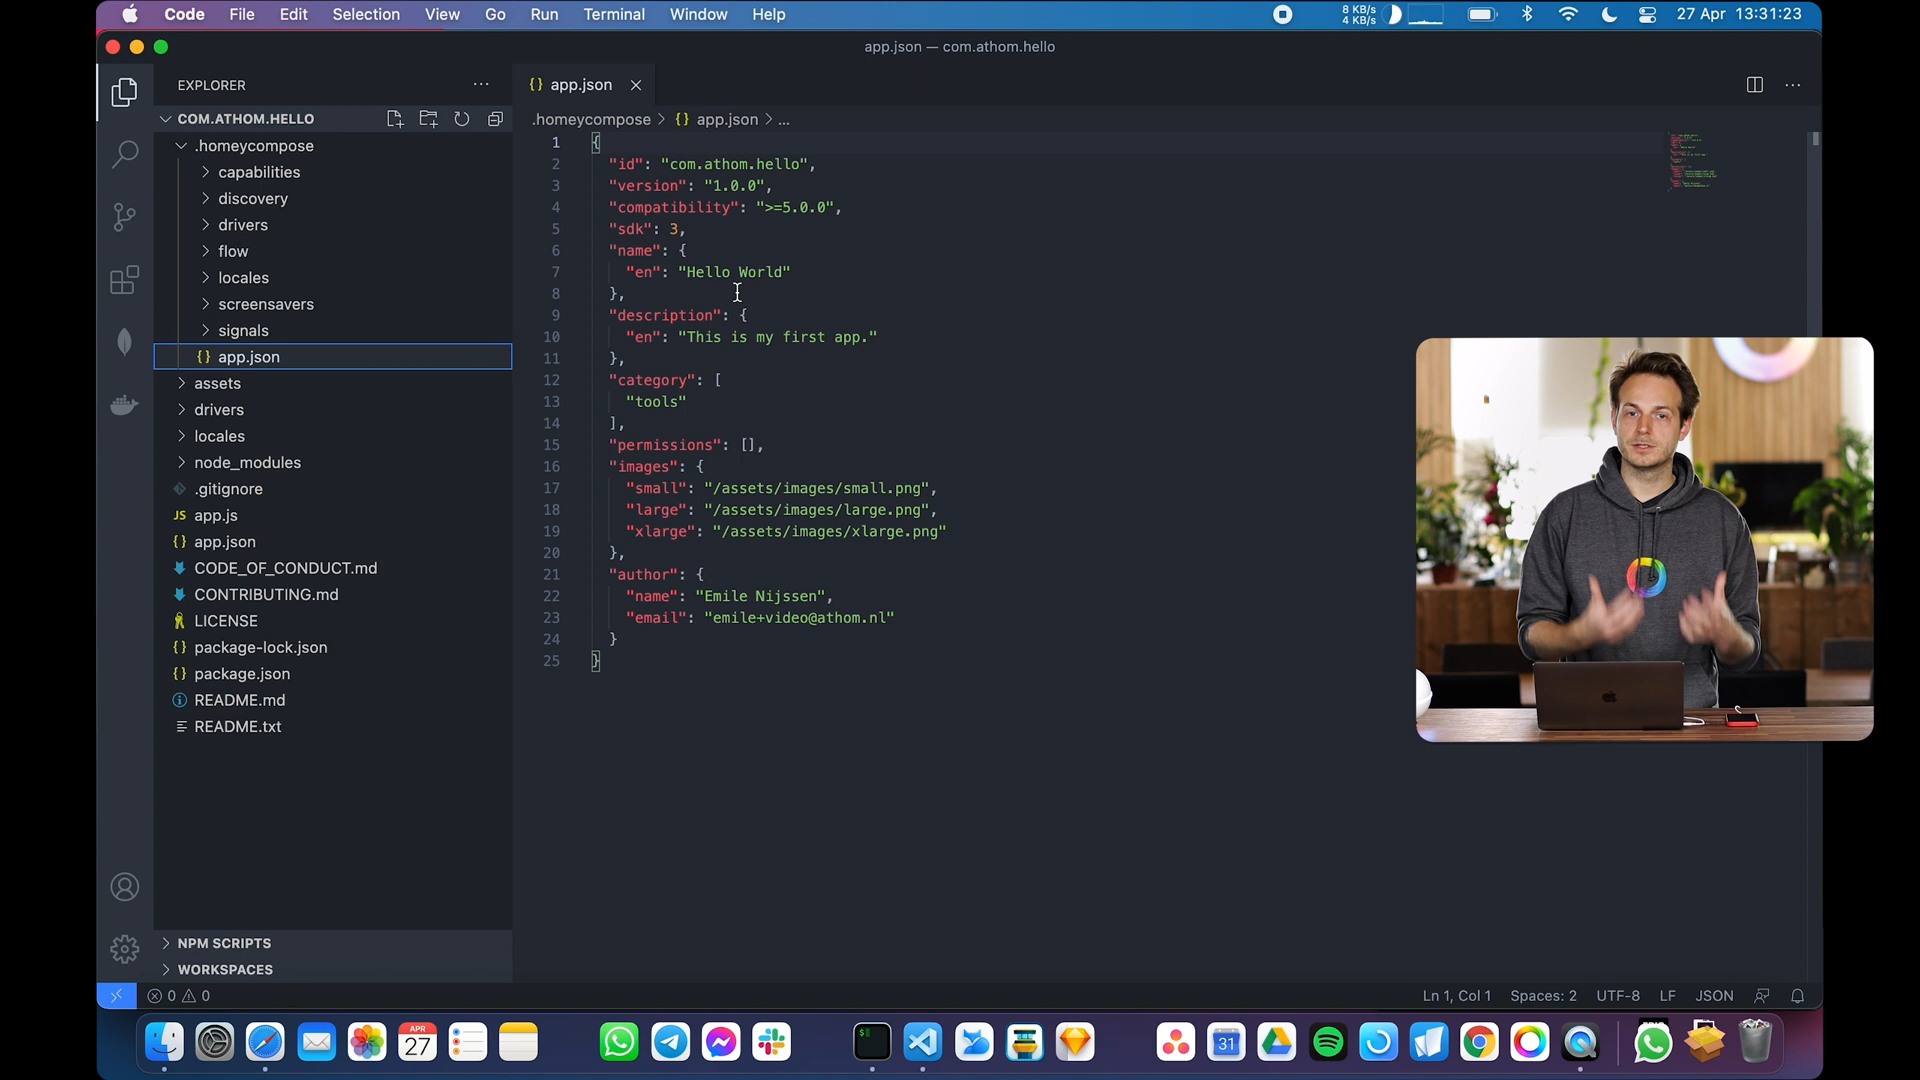 Code File Edit Selection View Go Run Terminal Window Help
8 KB/s
4 KB/s
27 Apr 13:31:23
app.json — com.athom.hello
EXPLORER
COM.ATHOM.HELLO
.homeycompose
capabilities
discovery
drivers
flow
locales
screensavers
signals
{} app.json
assets
drivers
locales
node_modules
.gitignore
JS app.js
{} app.json
CODE_OF_CONDUCT.md
CONTRIBUTING.md
LICENSE
{} package-lock.json
{} package.json
README.md
README.txt
NPM SCRIPTS
WORKSPACES
{} app.json
.homeycompose > {} app.json > ...
1 {
2 "id": "com.athom.hello",
3 "version": "1.0.0",
4 "compatibility": ">=5.0.0",
5 "sdk": 3,
6 "name": {
7 "en": "Hello World"
8 },
9 "description": {
10 "en": "This is my first app."
11 },
12 "category": [
13 "tools"
14 ],
15 "permissions": [],
16 "images": {
17 "small": "/assets/images/small.png",
18 "large": "/assets/images/large.png",
19 "xlarge": "/assets/images/xlarge.png"
20 },
21 "author": {
22 "name": "Emile Nijssen",
23 "email": "emile+video@athom.nl"
24 }
25 }
0 0
Ln 1, Col 1 Spaces: 2 UTF-8 LF JSON
APR
27
$
31